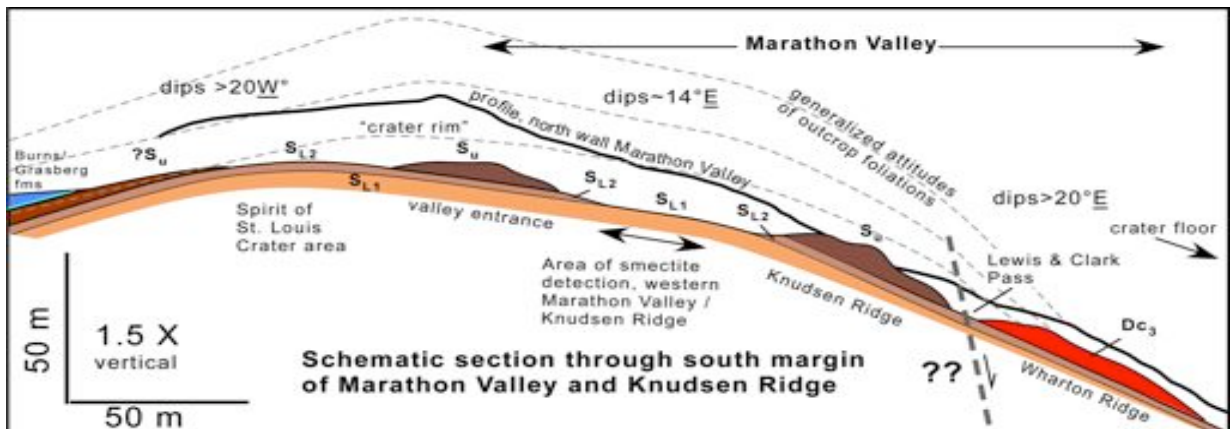 Marathon Valley
dips >20W°
dips~14°E
profile, north wall Marathon Valley
generalized attitudes
of outcrop foliations
"crater rim"
Burns/
Grasberg
fms
?Su
SL2
Su
SL1
SL2
SL1
SL2
Su
dips>20°E
crater floor
Spirit of
St. Louis
Crater area
valley entrance
Lewis & Clark
Pass
Area of smectite
detection, western
Marathon Valley /
Knudsen Ridge
Knudsen Ridge
Dc3
50 m
1.5 X
vertical
Schematic section through south margin
of Marathon Valley and Knudsen Ridge
??
Wharton Ridge
50 m